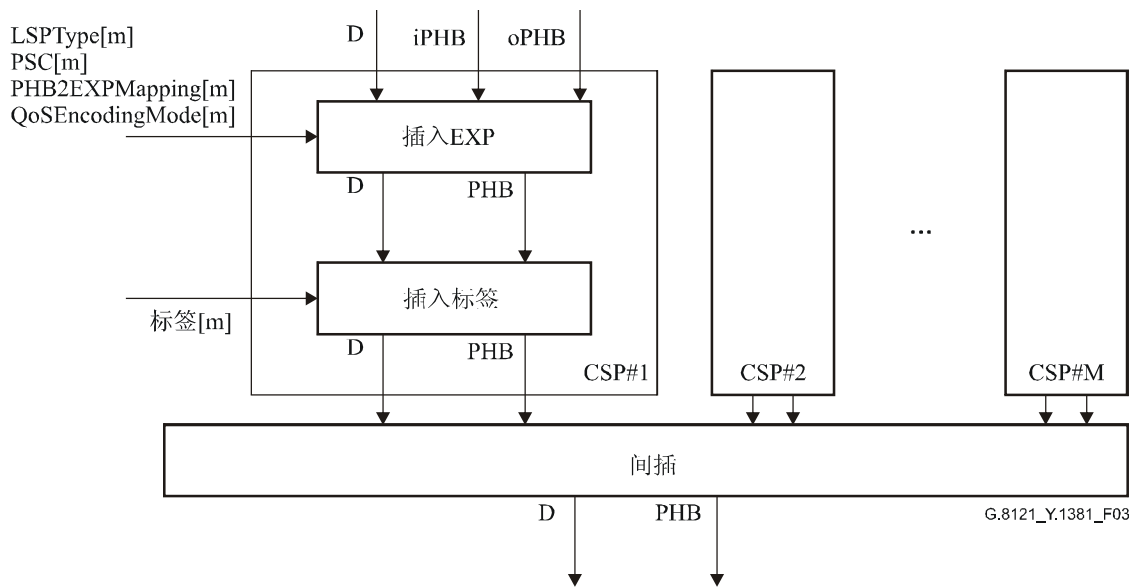 LSPType[m]
PSC[m]
PHB2EXPMapping[m]
QoSEncodingMode[m]
D
iPHB
oPHB
插入EXP
D
PHB
标签[m]
插入标签
D
PHB
CSP#1
CSP#2
...
CSP#M
间插
D
PHB
G.8121_Y.1381_F03